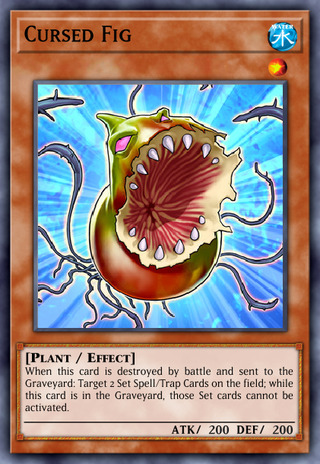 CURSED FIG
WATER
水
[PLANT / EFFECT]
When this card is destroyed by battle and sent to the
Graveyard: Target 2 Set Spell/Trap Cards on the field; while
this card is in the Graveyard, those Set cards cannot be
activated.
ATK/ 200 DEF/ 200